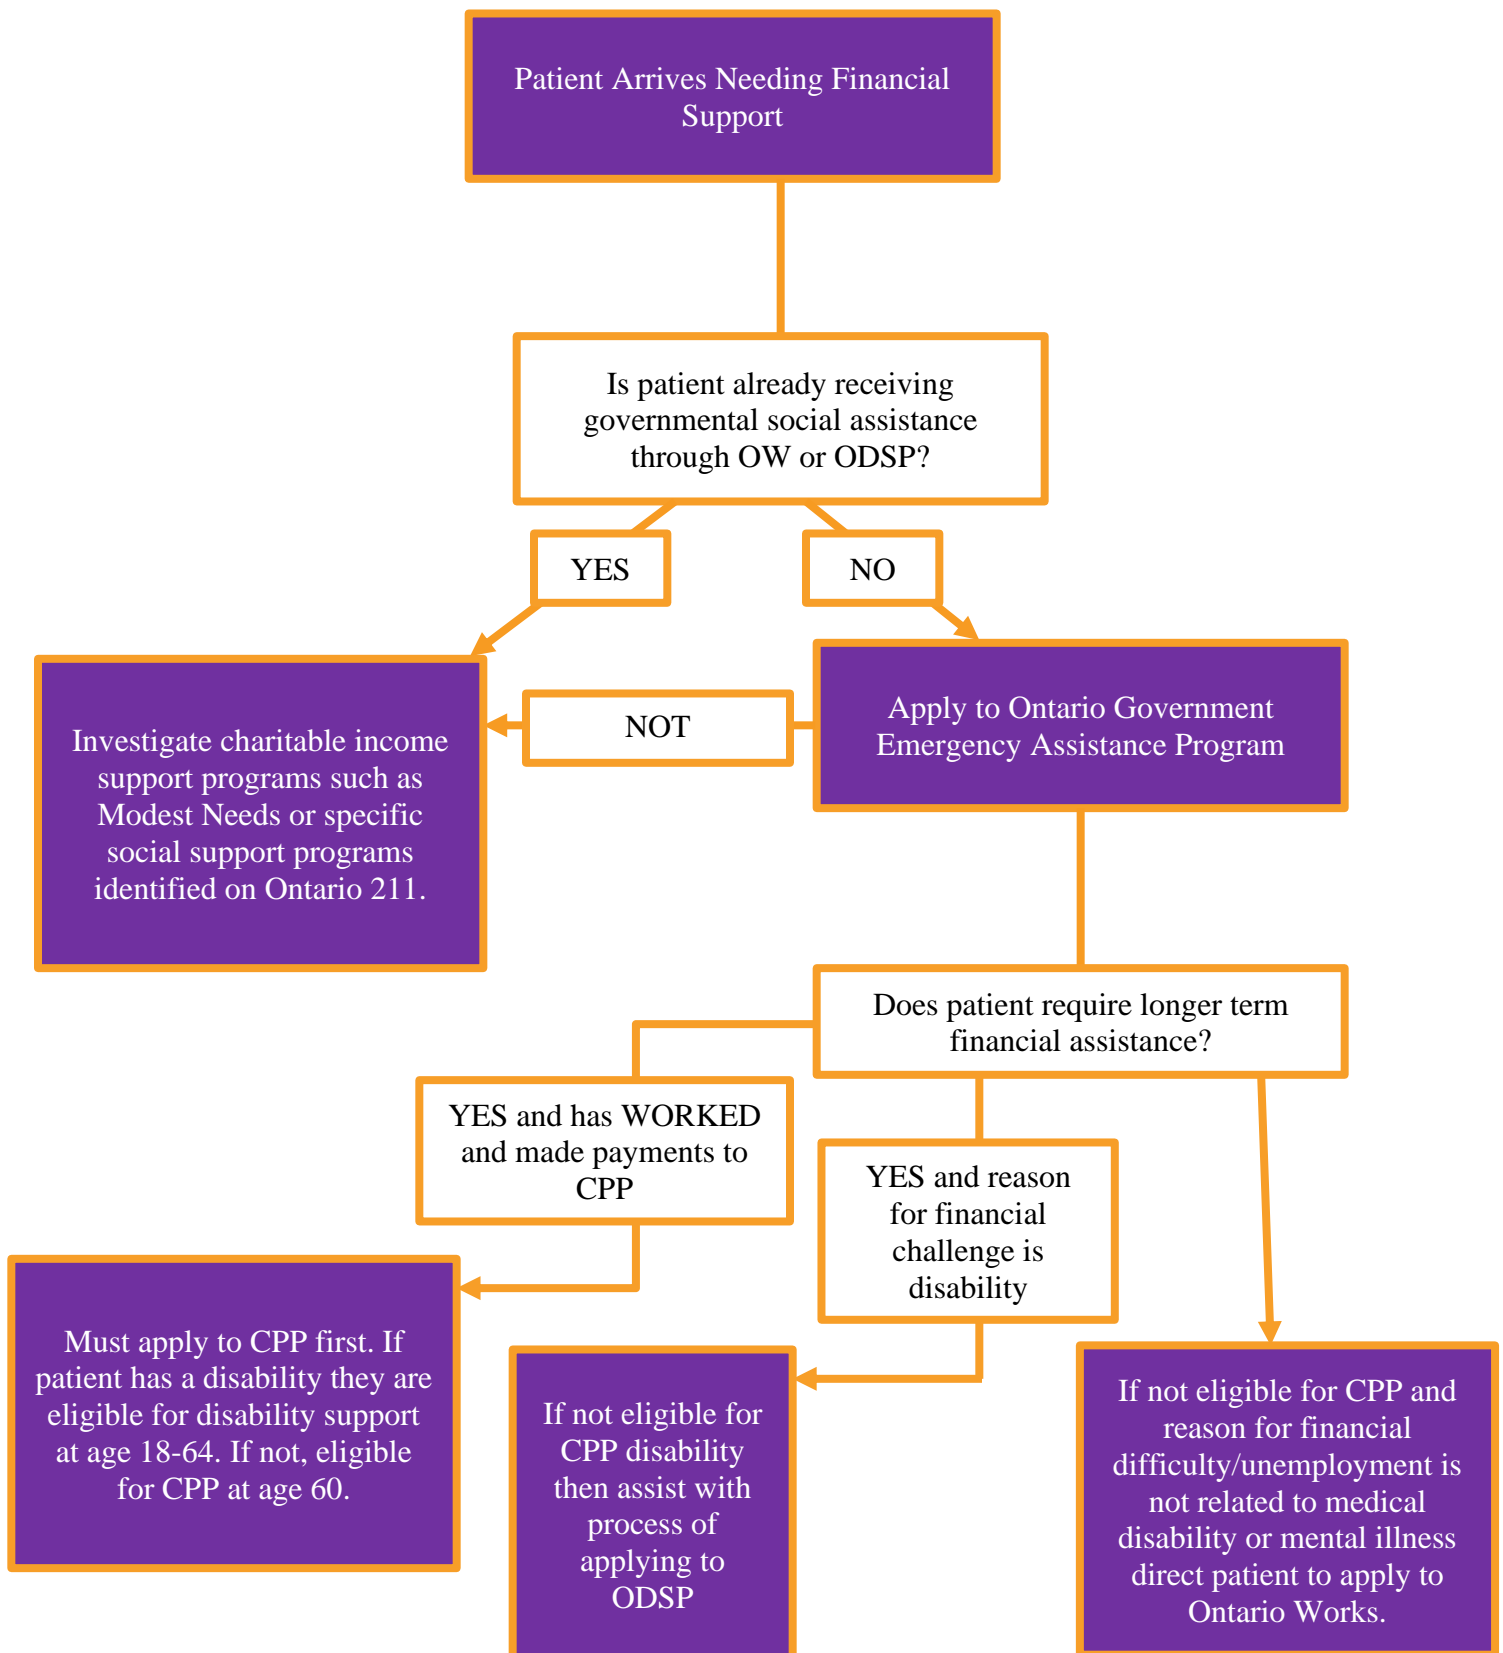 Patient Arrives Needing Financial
Support
Is patient already receiving
governmental social assistance
through OW or ODSP?
YES
NO
Investigate charitable income
support programs such as
Modest Needs or specific
social support programs
identified on Ontario 211.
NOT
Apply to Ontario Government
Emergency Assistance Program
Does patient require longer term
financial assistance?
YES and has WORKED
and made payments to
CPP
YES and reason
for financial
challenge is
disability
Must apply to CPP first. If
patient has a disability they are
eligible for disability support
at age 18-64. If not, eligible
for CPP at age 60.
If not eligible for
CPP disability
then assist with
process of
applying to
ODSP
If not eligible for CPP and
reason for financial
difficulty/unemployment is
not related to medical
disability or mental illness
direct patient to apply to
Ontario Works.